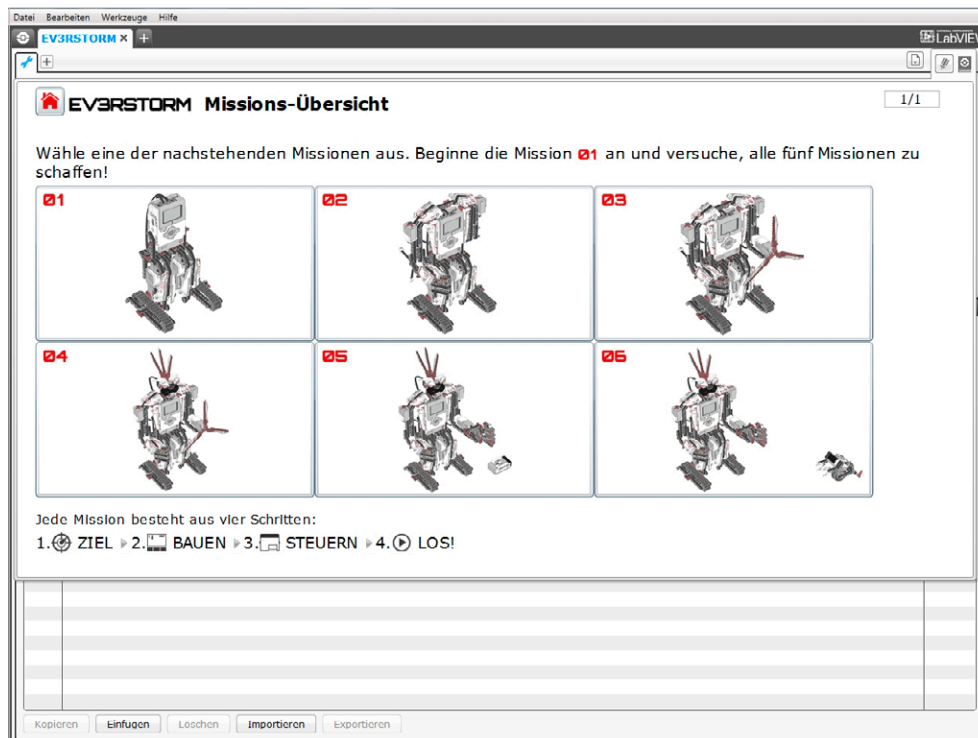 Datei Bearbeiten Werkzeuge Hilfe
EV3RSTORM × + LabVIEW
+
EV3RSTORM Missions-Übersicht 1/1
Wähle eine der nachstehenden Missionen aus. Beginne die Mission 01 an und versuche, alle fünf Missionen zu
schaffen!
01 02 03
04 05 06
Jede Mission besteht aus vier Schritten:
1. ZIEL 2. BAUEN 3. STEUERN 4. LOS!
Kopieren Einfügen Löschen Importieren Exportieren